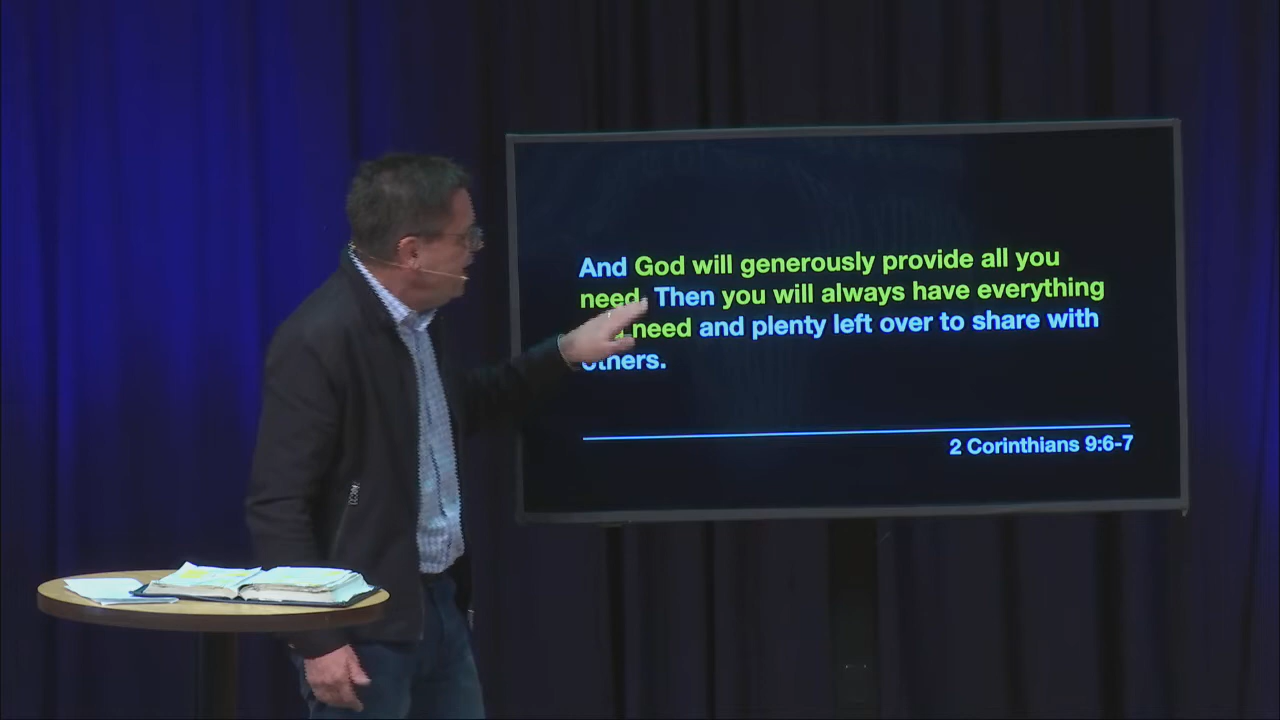 And God will generously provide all you
need. Then you will always have everything
need and plenty left over to share with
others.
2 Corinthians 9:6-7